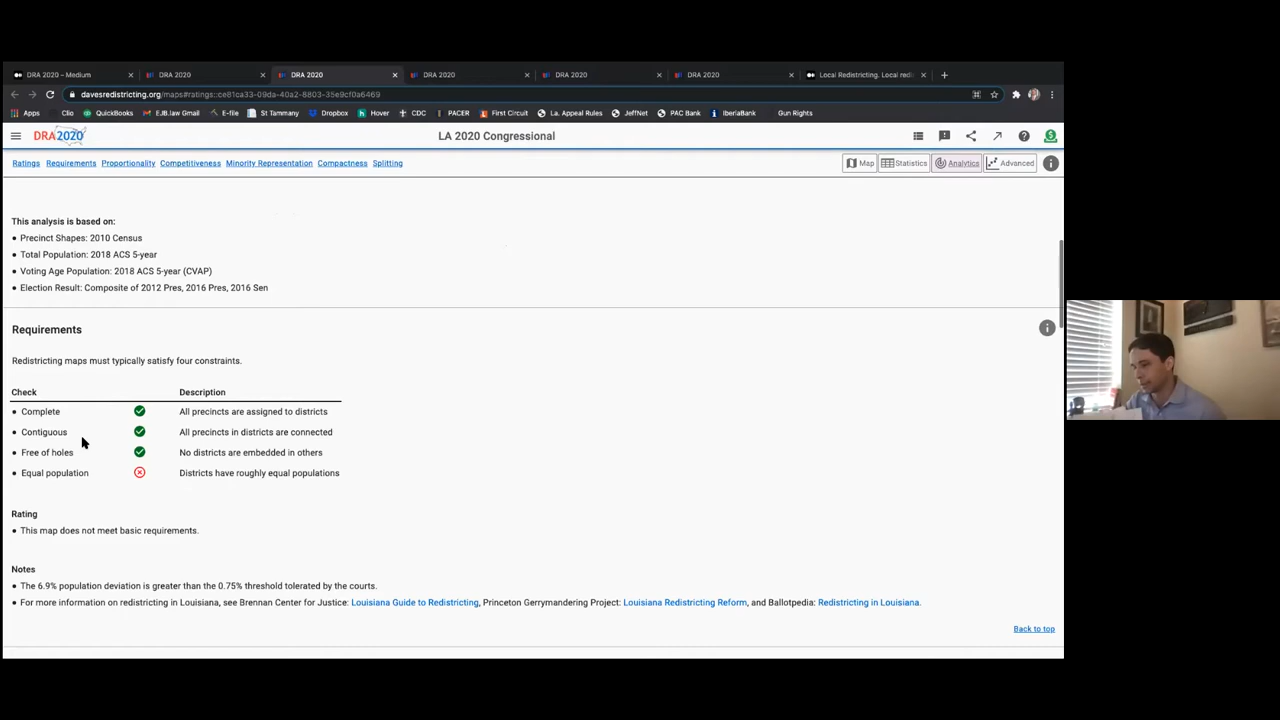 DRA 2020 – Medium
DRA 2020
DRA 2020
DRA 2020
DRA 2020
DRA 2020
Local Redistricting. Local redi
davesredistricting.org/maps#ratings::ce81ca33-09da-40a2-8803-35e9cf0a6469
Apps Clio QuickBooks EJB.law Gmail E-file St Tammany Dropbox Hover CDC PACER First Circuit La. Appeal Rules JeffNet PAC Bank IberiaBank Gun Rights
DRA2020 LA 2020 Congressional
Ratings Requirements Proportionality Competitiveness Minority Representation Compactness Splitting Map Statistics Analytics Advanced
This analysis is based on:
• Precinct Shapes: 2010 Census
• Total Population: 2018 ACS 5-year
• Voting Age Population: 2018 ACS 5-year (CVAP)
• Election Result: Composite of 2012 Pres, 2016 Pres, 2016 Sen
Requirements
Redistricting maps must typically satisfy four constraints.
Check Description
• Complete All precincts are assigned to districts
• Contiguous All precincts in districts are connected
• Free of holes No districts are embedded in others
• Equal population Districts have roughly equal populations
Rating
• This map does not meet basic requirements.
Notes
• The 6.9% population deviation is greater than the 0.75% threshold tolerated by the courts.
• For more information on redistricting in Louisiana, see Brennan Center for Justice: Louisiana Guide to Redistricting, Princeton Gerrymandering Project: Louisiana Redistricting Reform, and Ballotpedia: Redistricting in Louisiana.
Back to top